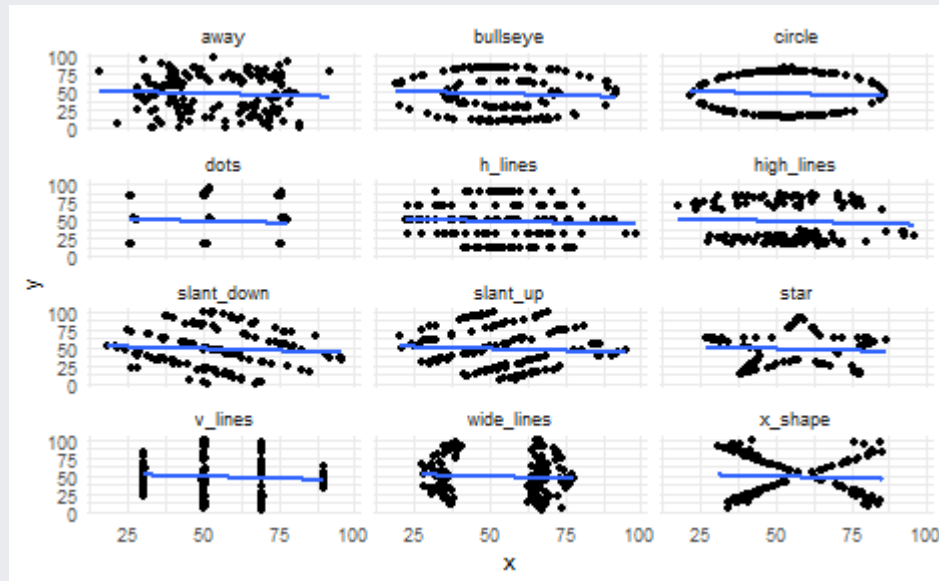 away bullseye circle
100
75
50
25
0
dots h_lines high_lines
100
75
50
25
0
y
slant_down slant_up star
100
75
50
25
0
v_lines wide_lines x_shape
100
75
50
25
0
25 50 75 100 25 50 75 100 25 50 75 100
x